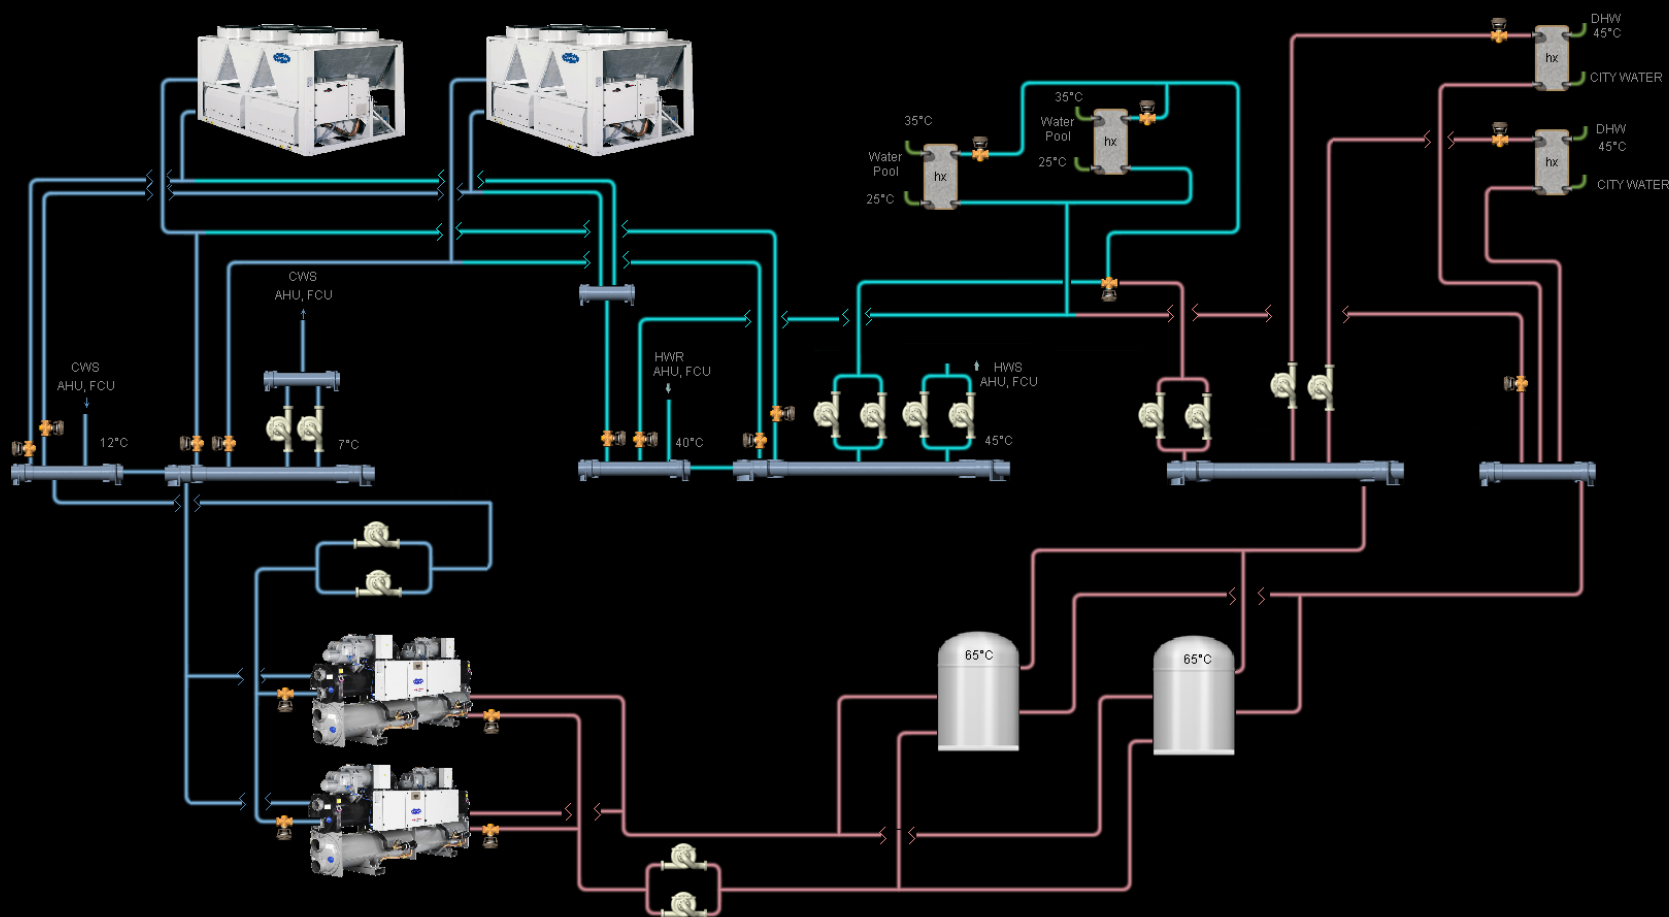 DHW
45°C
CITY WATER
DHW
45°C
CITY WATER
hx
hx
35°C
Water
Pool
25°C
hx
35°C
Water
Pool
25°C
hx
CWS
AHU, FCU
CWS
AHU, FCU
12°C
7°C
HWR
AHU, FCU
40°C
HWS
AHU, FCU
45°C
65°C
65°C